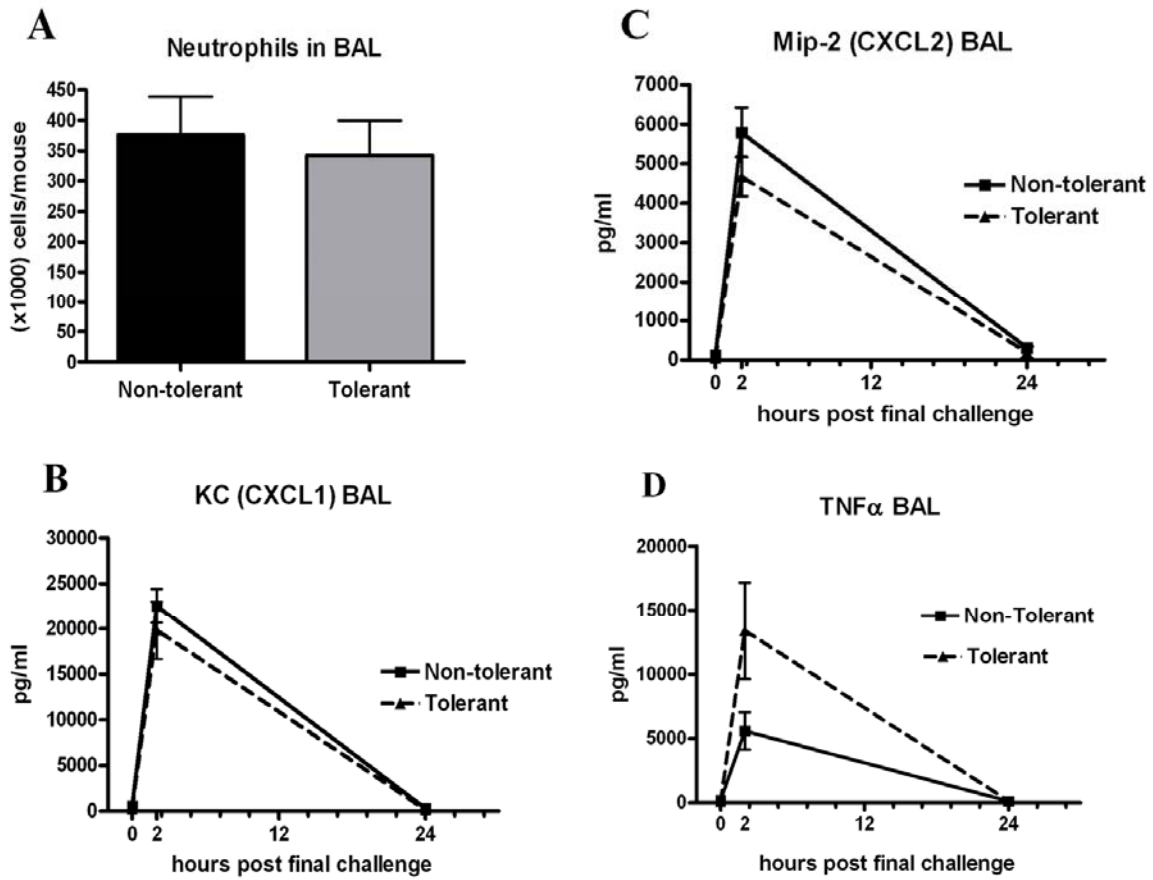 A
Neutrophils in BAL
(x1000) cells/mouse
450
400
350
300
250
200
150
100
50
0
Non-tolerant
Tolerant
B
KC (CXCL1) BAL
pg/ml
30000
25000
20000
15000
10000
5000
0
0 2 12 24
hours post final challenge
Non-tolerant
Tolerant
C
Mip-2 (CXCL2) BAL
pg/ml
7000
6000
5000
4000
3000
2000
1000
0
0 2 12 24
hours post final challenge
Non-tolerant
Tolerant
D
TNFα BAL
pg/ml
20000
15000
10000
5000
0
0 2 12 24
hours post final challenge
Non-Tolerant
Tolerant